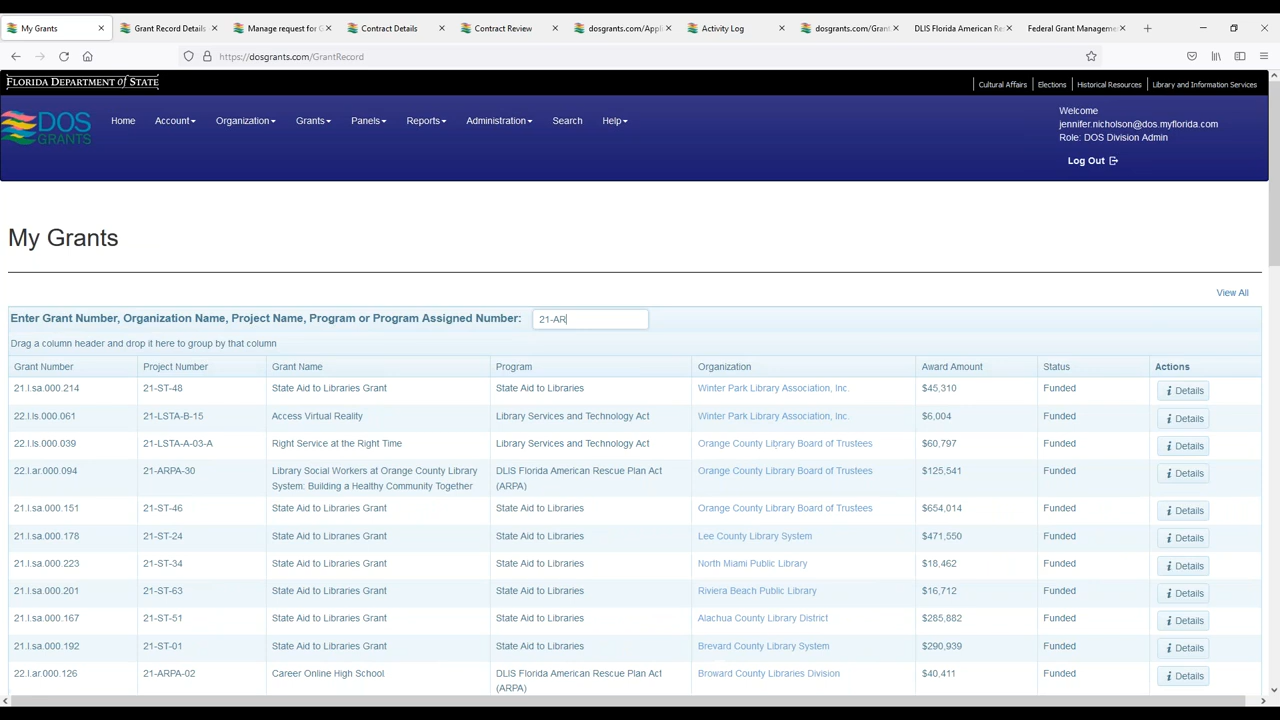 My Grants
Grant Record Details
Manage request for G
Contract Details
Contract Review
dosgrants.com/Appli
Activity Log
dosgrants.com/Grant
DLIS Florida American Re
Federal Grant Manageme
https://dosgrants.com/GrantRecord
FLORIDA DEPARTMENT of STATE
Cultural Affairs
Elections
Historical Resources
Library and Information Services
DOS
GRANTS
Home
Account
Organization
Grants
Panels
Reports
Administration
Search
Help
Welcome
jennifer.nicholson@dos.myflorida.com
Role: DOS Division Admin
Log Out
My Grants
View All
Enter Grant Number, Organization Name, Project Name, Program or Program Assigned Number: 21-AR
Drag a column header and drop it here to group by that column
Grant Number Project Number Grant Name Program Organization Award Amount Status Actions
21.l.sa.000.214 21-ST-48 State Aid to Libraries Grant State Aid to Libraries Winter Park Library Association, Inc. $45,310 Funded Details
22.l.ls.000.061 21-LSTA-B-15 Access Virtual Reality Library Services and Technology Act Winter Park Library Association, Inc. $6,004 Funded Details
22.l.ls.000.039 21-LSTA-A-03-A Right Service at the Right Time Library Services and Technology Act Orange County Library Board of Trustees $60,797 Funded Details
22.l.ar.000.094 21-ARPA-30 Library Social Workers at Orange County Library DLIS Florida American Rescue Plan Act Orange County Library Board of Trustees $125,541 Funded Details
System: Building a Healthy Community Together (ARPA)
21.l.sa.000.151 21-ST-46 State Aid to Libraries Grant State Aid to Libraries Orange County Library Board of Trustees $654,014 Funded Details
21.l.sa.000.178 21-ST-24 State Aid to Libraries Grant State Aid to Libraries Lee County Library System $471,550 Funded Details
21.l.sa.000.223 21-ST-34 State Aid to Libraries Grant State Aid to Libraries North Miami Public Library $18,462 Funded Details
21.l.sa.000.201 21-ST-63 State Aid to Libraries Grant State Aid to Libraries Riviera Beach Public Library $16,712 Funded Details
21.l.sa.000.167 21-ST-51 State Aid to Libraries Grant State Aid to Libraries Alachua County Library District $285,882 Funded Details
21.l.sa.000.192 21-ST-01 State Aid to Libraries Grant State Aid to Libraries Brevard County Library System $290,939 Funded Details
22.l.ar.000.126 21-ARPA-02 Career Online High School DLIS Florida American Rescue Plan Act Broward County Libraries Division $40,411 Funded Details
(ARPA)